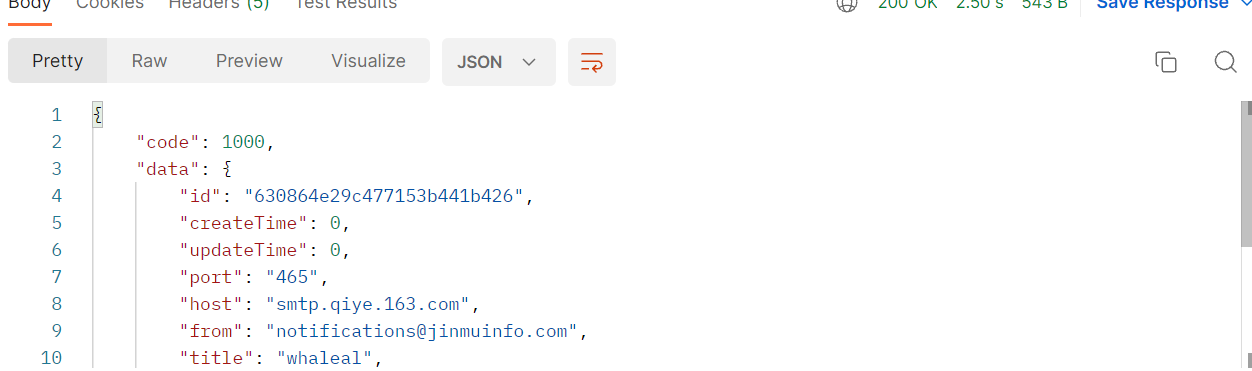 Body Cookies Headers (5) Test Results 200 OK 2.50 s 543 B Save Response
Pretty Raw Preview Visualize JSON
1 {
2 "code": 1000,
3 "data": {
4 "id": "630864e29c477153b441b426",
5 "createTime": 0,
6 "updateTime": 0,
7 "port": "465",
8 "host": "smtp.qiye.163.com",
9 "from": "notifications@jinmuinfo.com",
10 "title": "whaleal",